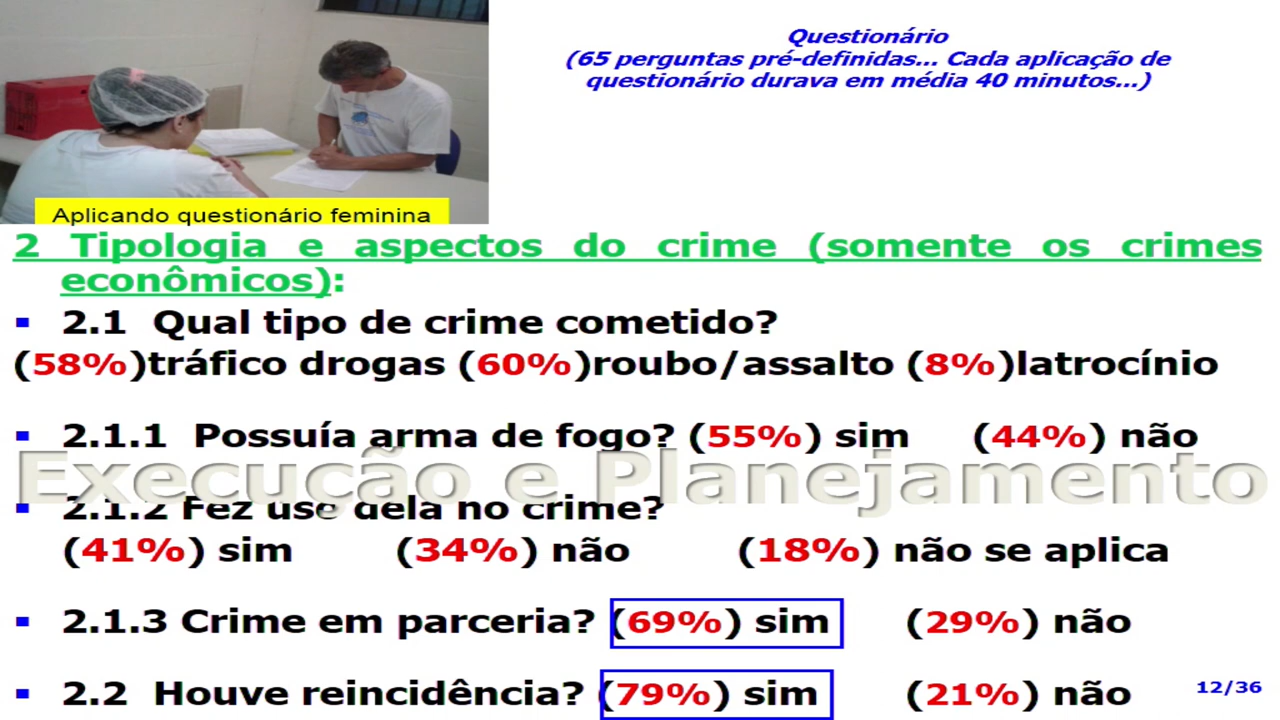 Questionário
(65 perguntas pré-definidas... Cada aplicação de
questionário durava em média 40 minutos...)
Aplicando questionário feminina
2 Tipologia e aspectos do crime (somente os crimes
econômicos):
2.1 Qual tipo de crime cometido?
(58%)tráfico drogas (60%)roubo/assalto (8%)latrocínio
2.1.1 Possuía arma de fogo? (55%) sim (44%) não
Execução e Planejamento
2.1.2 Fez uso dela no crime?
(41%) sim (34%) não (18%) não se aplica
2.1.3 Crime em parceria? (69%) sim (29%) não
2.2 Houve reincidência? (79%) sim (21%) não
12/36